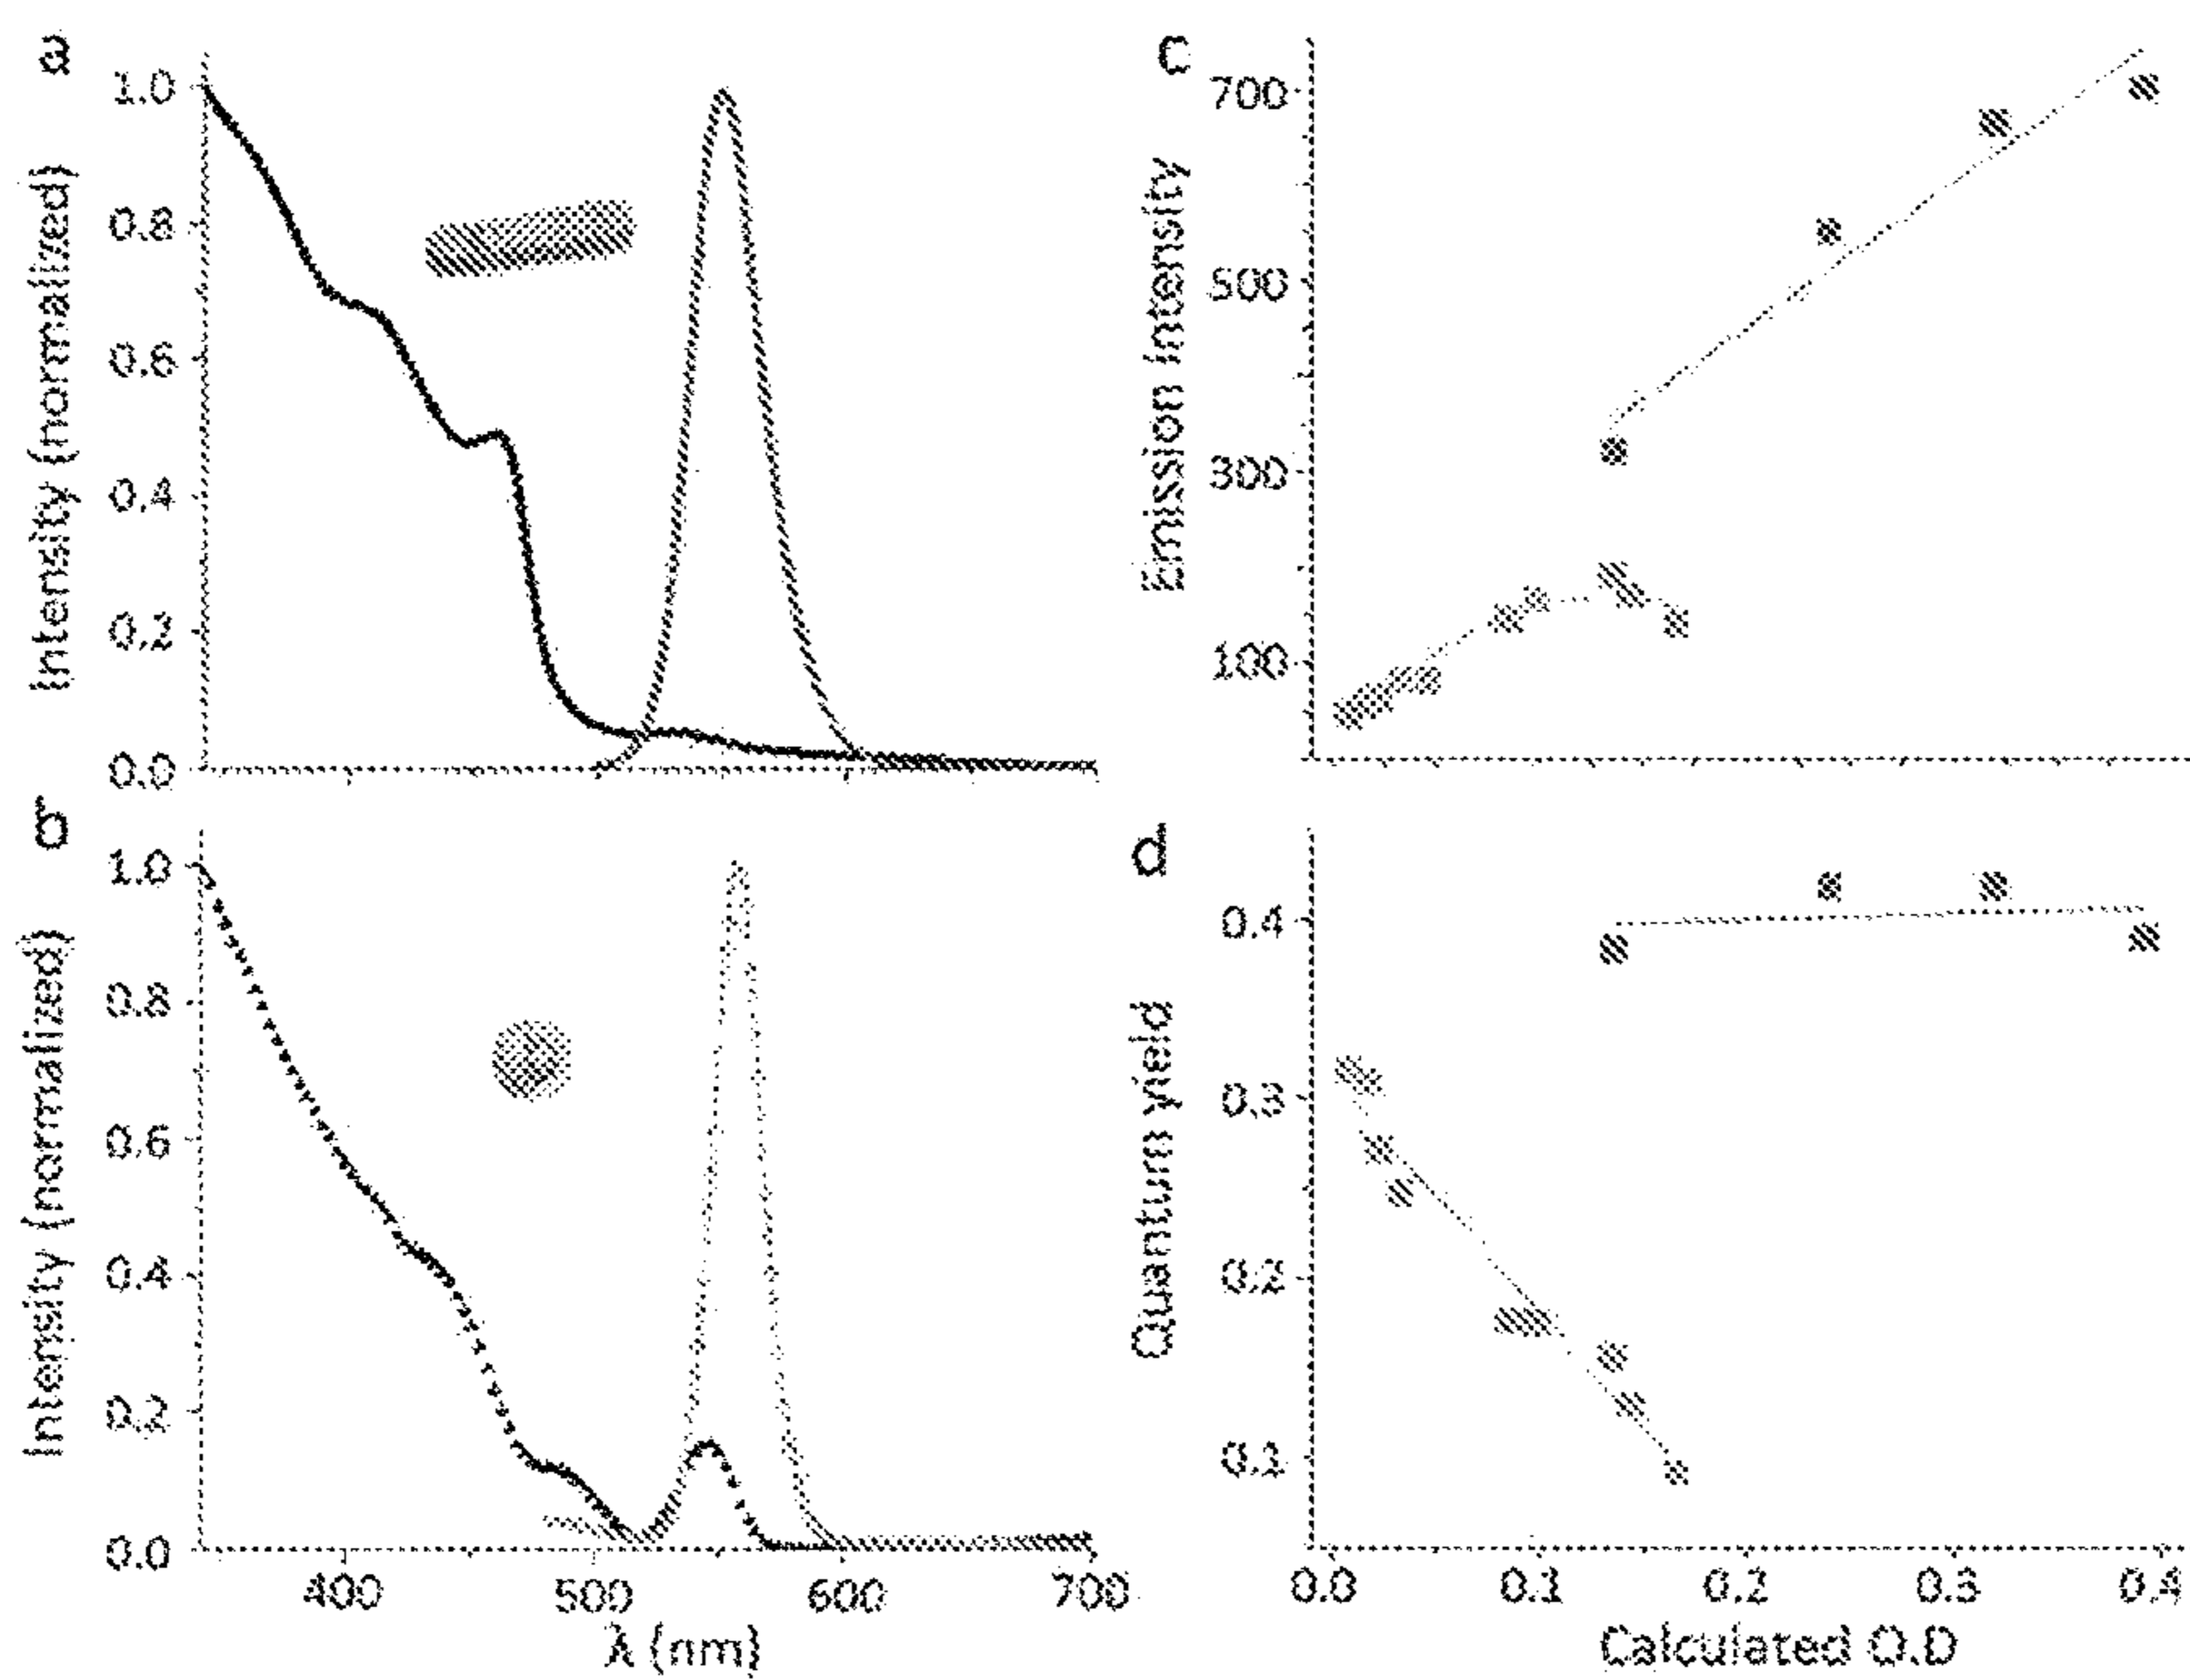 a
Intensity (normalized)
1.0
0.8
0.6
0.4
0.2
0.0
b
Intensity (normalized)
1.0
0.8
0.6
0.4
0.2
0.0
400
500
600
700
λ (nm)
c
Emission Intensity
700
500
300
100
d
Quantum yield
0.4
0.3
0.2
0.1
0.0
0.1
0.2
0.3
0.4
Calculated O.D